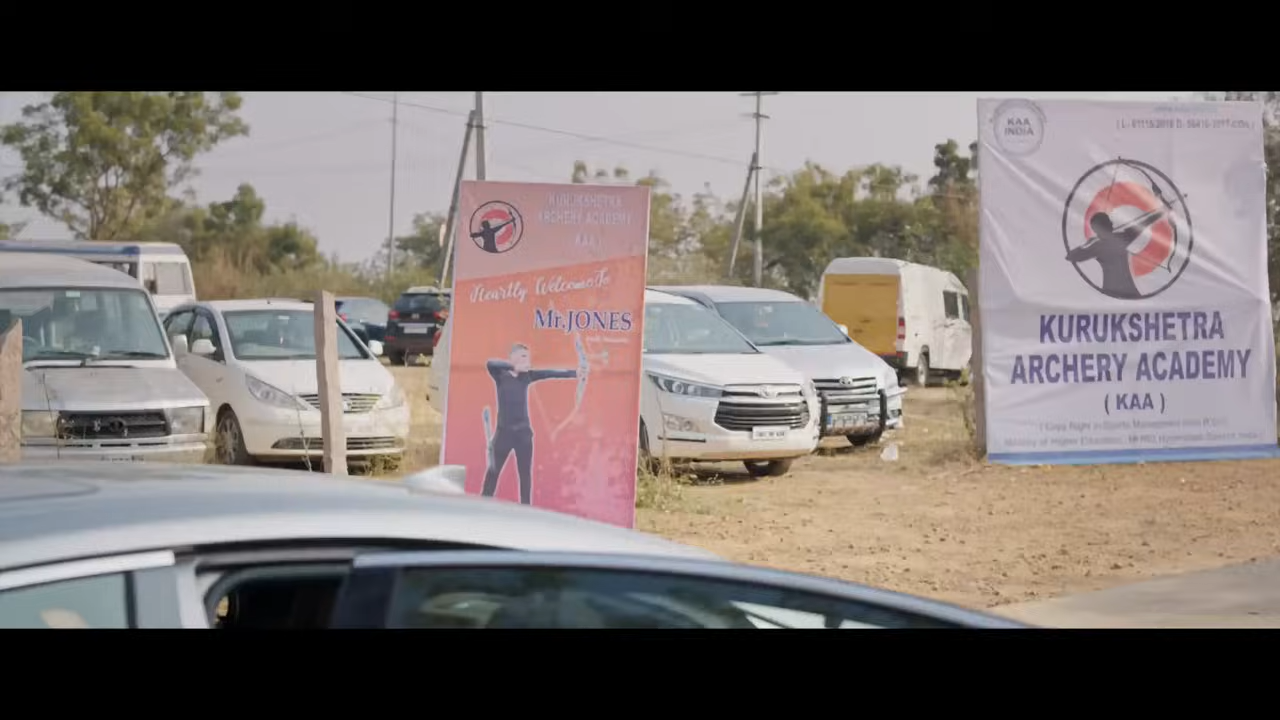 KURUKSHETRA
ARCHERY ACADEMY
( KAA )
Heartly Welcome To
Mr.JONES
KAA
INDIA
KURUKSHETRA
ARCHERY ACADEMY
( KAA )